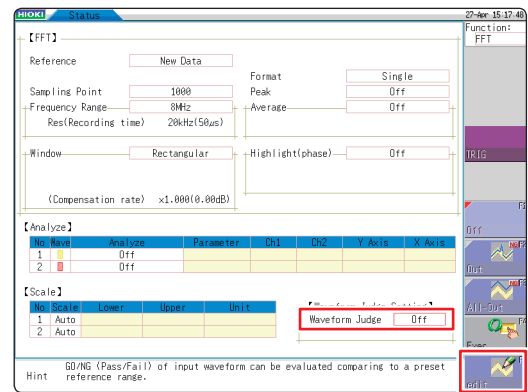 HIOKI Status 27-Apr 15:17:48
Function:
FFT
【FFT】
Reference New Data
Format Single
Sampling Point 1000 Peak Off
Frequency Range 8MHz Average Off
Res(Recording time) 20kHz(50μs)
Window Rectangular Highlight(phase) Off
TRIG
(Compensation rate) ×1.000(0.00dB)
【Analyze】
No Wave Analyze Parameter Ch1 Ch2 Y Axis X Axis
1 Off
2 Off
Off
NG
Out
【Scale】
No Scale Lower Upper Unit
1 Auto
2 Auto
Waveform Judge Off
NG
All-Out
F4
Hint GO/NG (Pass/Fail) of input waveform can be evaluated comparing to a preset
reference range.
edit